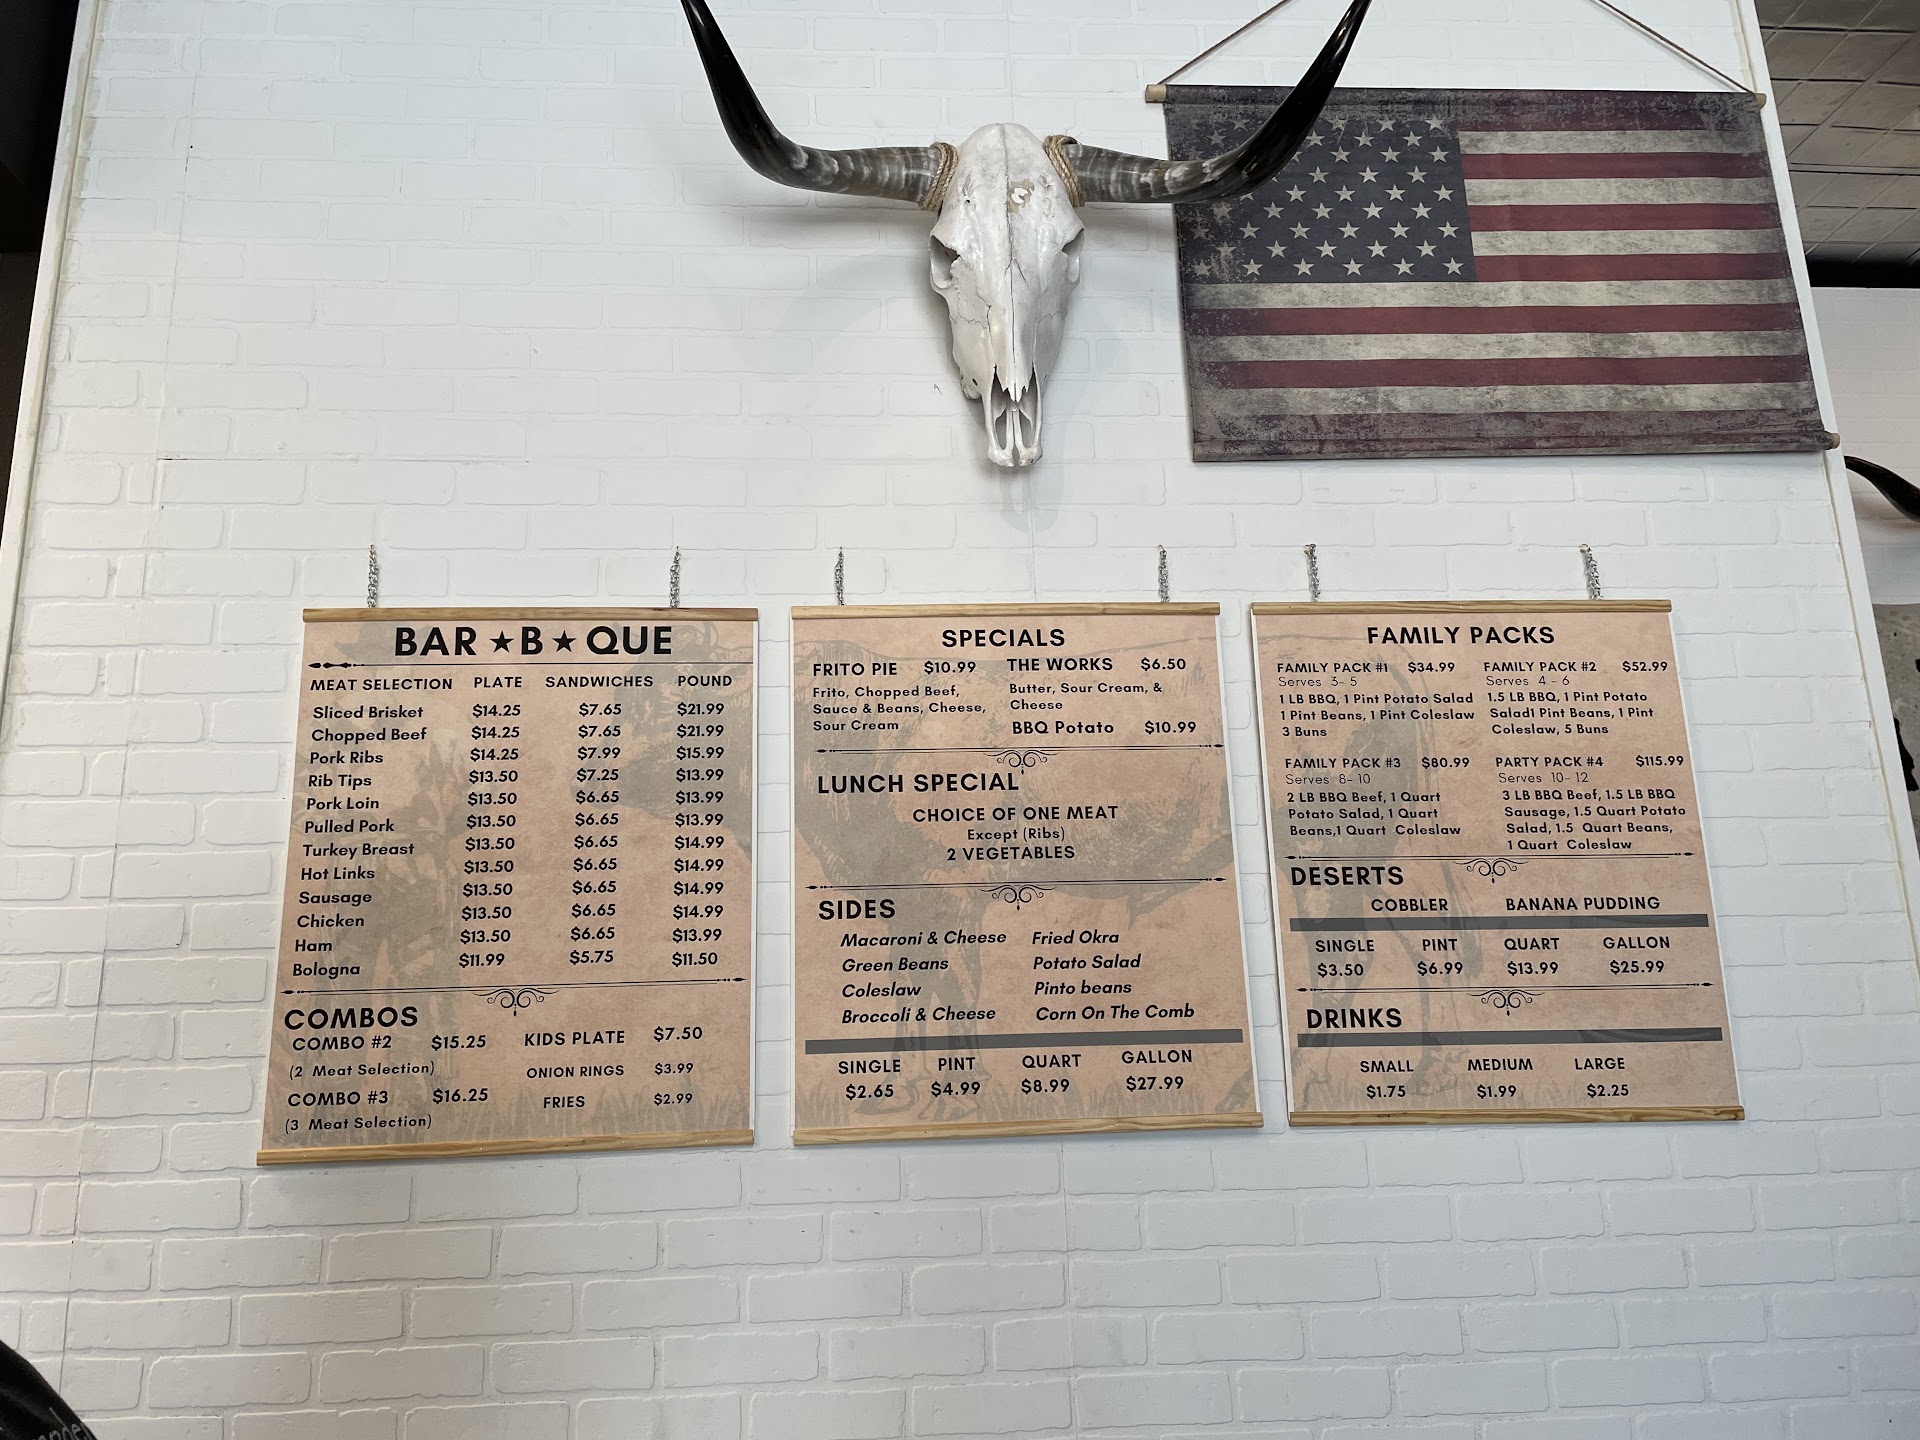 BAR ★ B ★ QUE
MEAT SELECTION PLATE SANDWICHES POUND
Sliced Brisket $14.25 $7.65 $21.99
Chopped Beef $14.25 $7.65 $21.99
Pork Ribs $14.25 $7.99 $15.99
Rib Tips $13.50 $7.25 $13.99
Pork Loin $13.50 $6.65 $13.99
Pulled Pork $13.50 $6.65 $13.99
Turkey Breast $13.50 $6.65 $14.99
Hot Links $13.50 $6.65 $14.99
Sausage $13.50 $6.65 $14.99
Chicken $13.50 $6.65 $14.99
Ham $13.50 $6.65 $13.99
Bologna $11.99 $5.75 $11.50
COMBOS
COMBO #2 $15.25 KIDS PLATE $7.50
(2 Meat Selection) ONION RINGS $3.99
COMBO #3 $16.25 FRIES $2.99
(3 Meat Selection)
SPECIALS
FRITO PIE $10.99
Frito, Chopped Beef,
Sauce & Beans, Cheese,
Sour Cream
THE WORKS $6.50
Butter, Sour Cream, &
Cheese
BBQ Potato $10.99
LUNCH SPECIAL
CHOICE OF ONE MEAT
Except (Ribs)
2 VEGETABLES
SIDES
Macaroni & Cheese Fried Okra
Green Beans Potato Salad
Coleslaw Pinto beans
Broccoli & Cheese Corn On The Comb
SINGLE PINT QUART GALLON
$2.65 $4.99 $8.99 $27.99
FAMILY PACKS
FAMILY PACK #1 $34.99
Serves 3- 5
1 LB BBQ, 1 Pint Potato Salad
1 Pint Beans, 1 Pint Coleslaw
3 Buns
FAMILY PACK #2 $52.99
Serves 4 - 6
1.5 LB BBQ, 1 Pint Potato
Salad1 Pint Beans, 1 Pint
Coleslaw, 5 Buns
FAMILY PACK #3 $80.99
Serves 8- 10
2 LB BBQ Beef, 1 Quart
Potato Salad, 1 Quart
Beans,1 Quart Coleslaw
PARTY PACK #4 $115.99
Serves 10- 12
3 LB BBQ Beef, 1.5 LB BBQ
Sausage, 1.5 Quart Potato
Salad, 1.5 Quart Beans,
1 Quart Coleslaw
DESERTS
COBBLER BANANA PUDDING
SINGLE PINT QUART GALLON
$3.50 $6.99 $13.99 $25.99
DRINKS
SMALL MEDIUM LARGE
$1.75 $1.99 $2.25